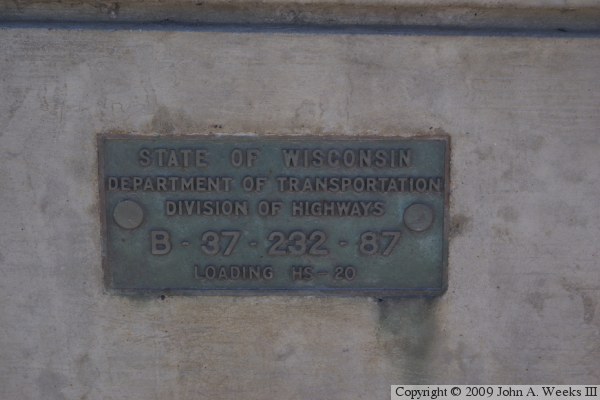 STATE OF WISCONSIN
DEPARTMENT OF TRANSPORTATION
DIVISION OF HIGHWAYS
B - 37 - 232 - 87
LOADING HS - 20
Copyright © 2009 John A. Weeks III